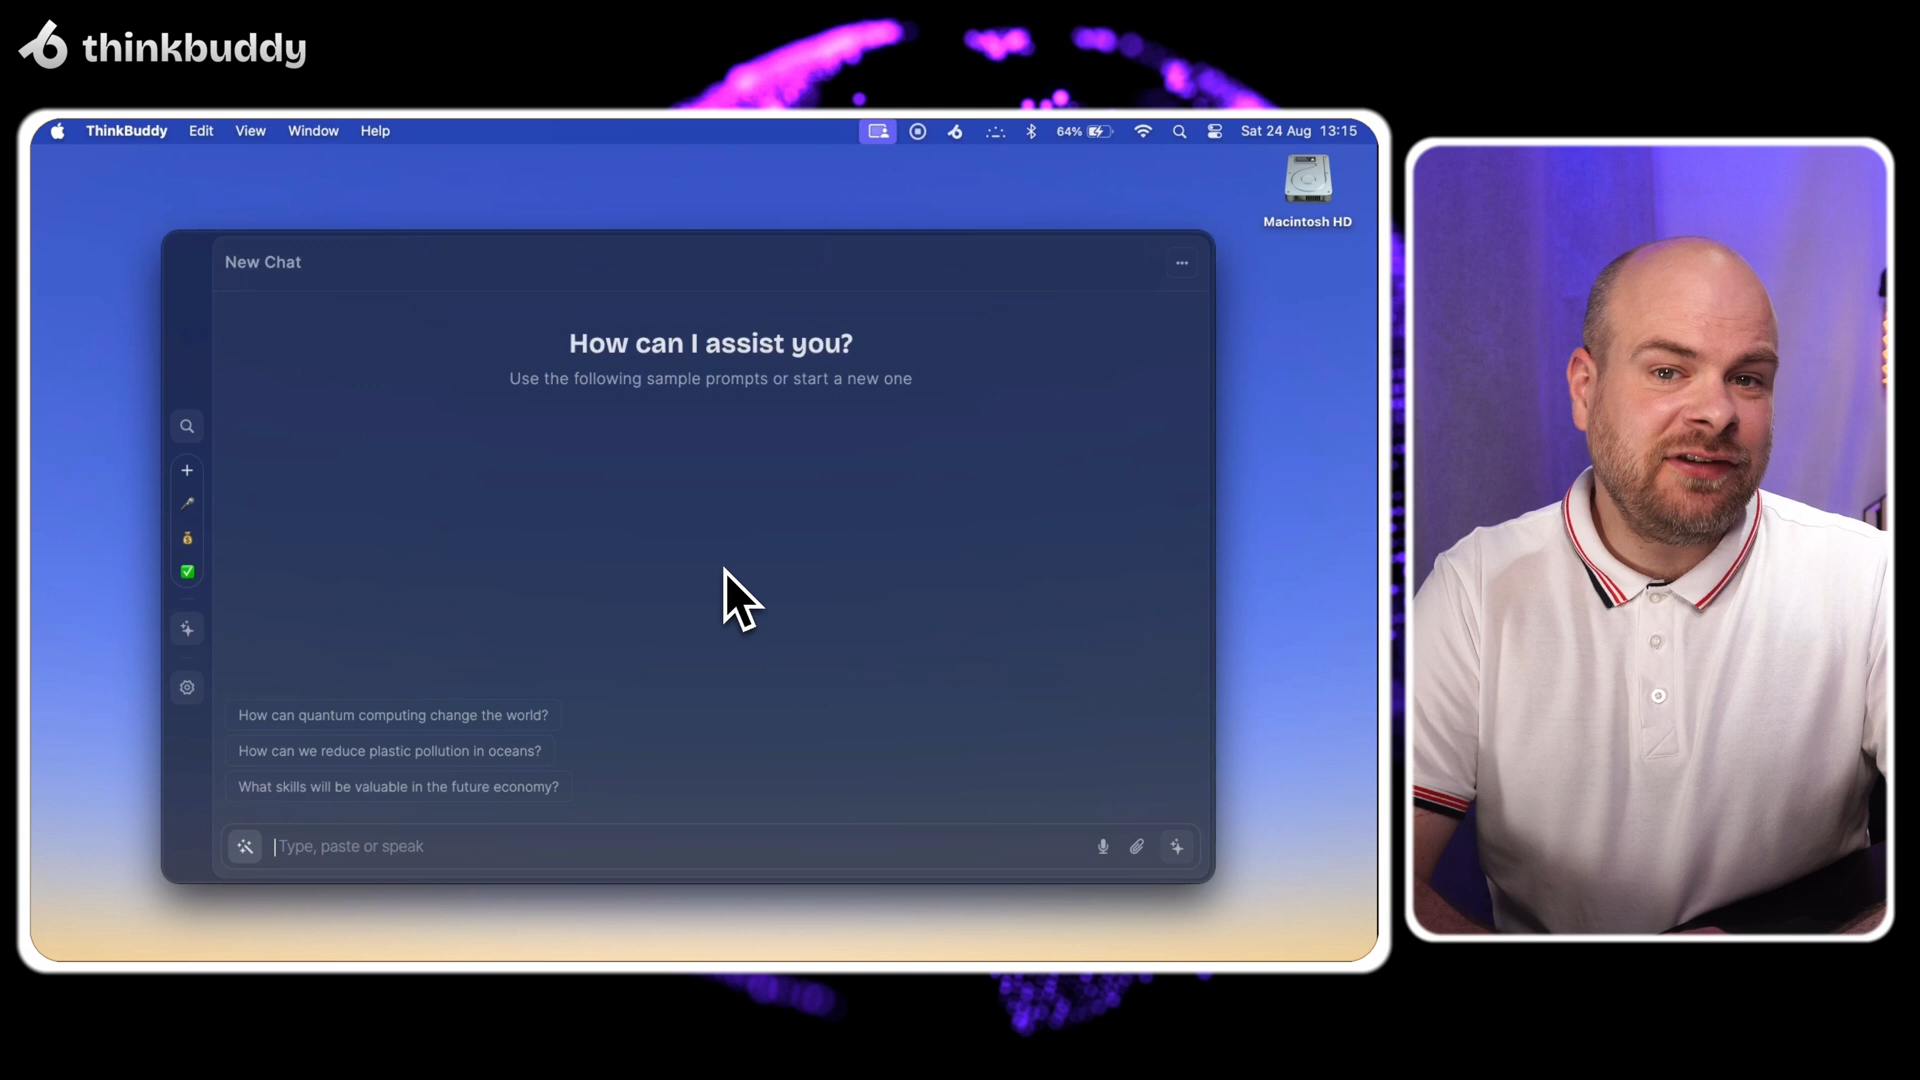 thinkbuddy
ThinkBuddy Edit View Window Help 64% Sat 24 Aug 13:15
Macintosh HD
New Chat
How can I assist you?
Use the following sample prompts or start a new one
How can quantum computing change the world?
How can we reduce plastic pollution in oceans?
What skills will be valuable in the future economy?
Type, paste or speak